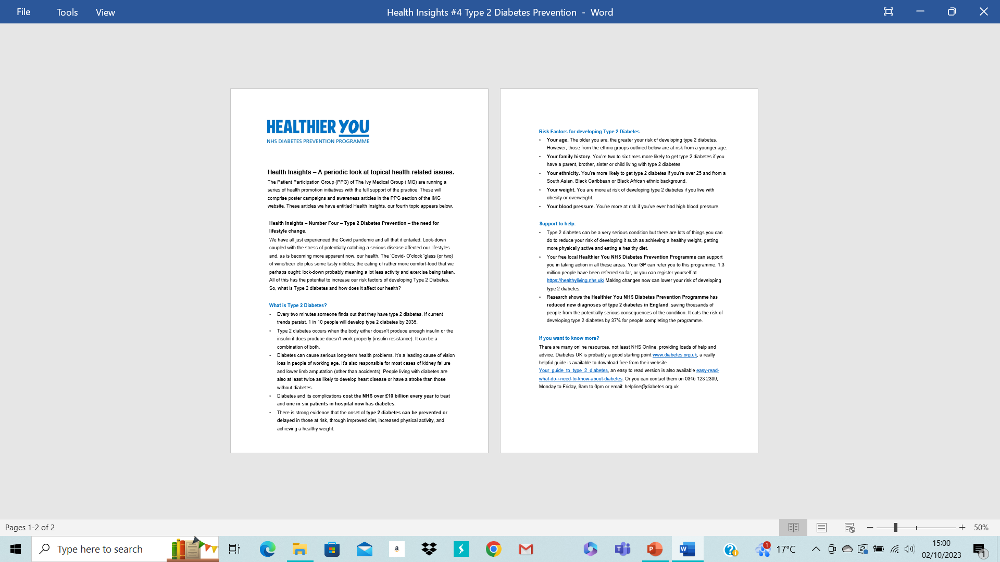 File Tools View Health Insights #4 Type 2 Diabetes Prevention - Word
HEALTHIER YOU
NHS DIABETES PREVENTION PROGRAMME
Health Insights – A periodic look at topical health-related issues.
The Patient Participation Group (PPG) of The Ivy Medical Group (IMG) are running a
series of health promotion initiatives with the full support of the practice. These will
comprise poster campaigns and awareness articles in the PPG section of the IMG
website. These articles we have entitled Health Insights, our fourth topic appears below.
Health Insights – Number Four – Type 2 Diabetes Prevention – the need for
lifestyle change.
We have all just experienced the Covid pandemic and all that it entailed. Lock-down
coupled with the stress of potentially catching a serious disease affected our lifestyles
and, as is becoming more apparent now, our health. The 'Covid- O'clock 'glass (or two)
of wine/beer etc plus some tasty nibbles; the eating of rather more comfort-food that we
perhaps ought; lock-down probably meaning a lot less activity and exercise being taken.
All of this has the potential to increase our risk factors of developing Type 2 Diabetes.
So, what is Type 2 diabetes and how does it affect our health?
What is Type 2 Diabetes?
• Every two minutes someone finds out that they have type 2 diabetes. If current
trends persist, 1 in 10 people will develop type 2 diabetes by 2035.
• Type 2 diabetes occurs when the body either doesn't produce enough insulin or the
insulin it does produce doesn't work properly (insulin resistance). It can be a
combination of both.
• Diabetes can cause serious long-term health problems. It's a leading cause of vision
loss in people of working age. It's also responsible for most cases of kidney failure
and lower limb amputation (other than accidents). People living with diabetes are
also at least twice as likely to develop heart disease or have a stroke than those
without diabetes.
• Diabetes and its complications cost the NHS over £10 billion every year to treat
and one in six patients in hospital now has diabetes.
• There is strong evidence that the onset of type 2 diabetes can be prevented or
delayed in those at risk, through improved diet, increased physical activity, and
achieving a healthy weight.
Risk Factors for developing Type 2 Diabetes
• Your age. The older you are, the greater your risk of developing type 2 diabetes.
However, those from the ethnic groups outlined below are at risk from a younger age.
• Your family history. You're two to six times more likely to get type 2 diabetes if you
have a parent, brother, sister or child living with type 2 diabetes.
• Your ethnicity. You're more likely to get type 2 diabetes if you're over 25 and from a
South Asian, Black Caribbean or Black African ethnic background.
• Your weight. You are more at risk of developing type 2 diabetes if you live with
obesity or overweight.
• Your blood pressure. You're more at risk if you've ever had high blood pressure.
Support to help.
• Type 2 diabetes can be a very serious condition but there are lots of things you can
do to reduce your risk of developing it such as achieving a healthy weight, getting
more physically active and eating a healthy diet.
• Your free local Healthier You NHS Diabetes Prevention Programme can support
you in taking action in all these areas. Your GP can refer you to this programme. 1.3
million people have been referred so far, or you can register yourself at
https://healthyliving.nhs.uk/ Making changes now can lower your risk of developing
type 2 diabetes.
• Research shows the Healthier You NHS Diabetes Prevention Programme has
reduced new diagnoses of type 2 diabetes in England, saving thousands of
people from the potentially serious consequences of the condition. It cuts the risk of
developing type 2 diabetes by 37% for people completing the programme.
If you want to know more?
There are many online resources, not least NHS Online, providing loads of help and
advice. Diabetes UK is probably a good starting point www.diabetes.org.uk, a really
helpful guide is available to download free from their website
Your_guide_to_type_2_diabetes, an easy to read version is also available easy-read-
what-do-i-need-to-know-about-diabetes. Or you can contact them on 0345 123 2399,
Monday to Friday, 9am to 6pm or email: helpline@diabetes.org.uk
Pages 1-2 of 2
50%
Type here to search
17°C
15:00
02/10/2023